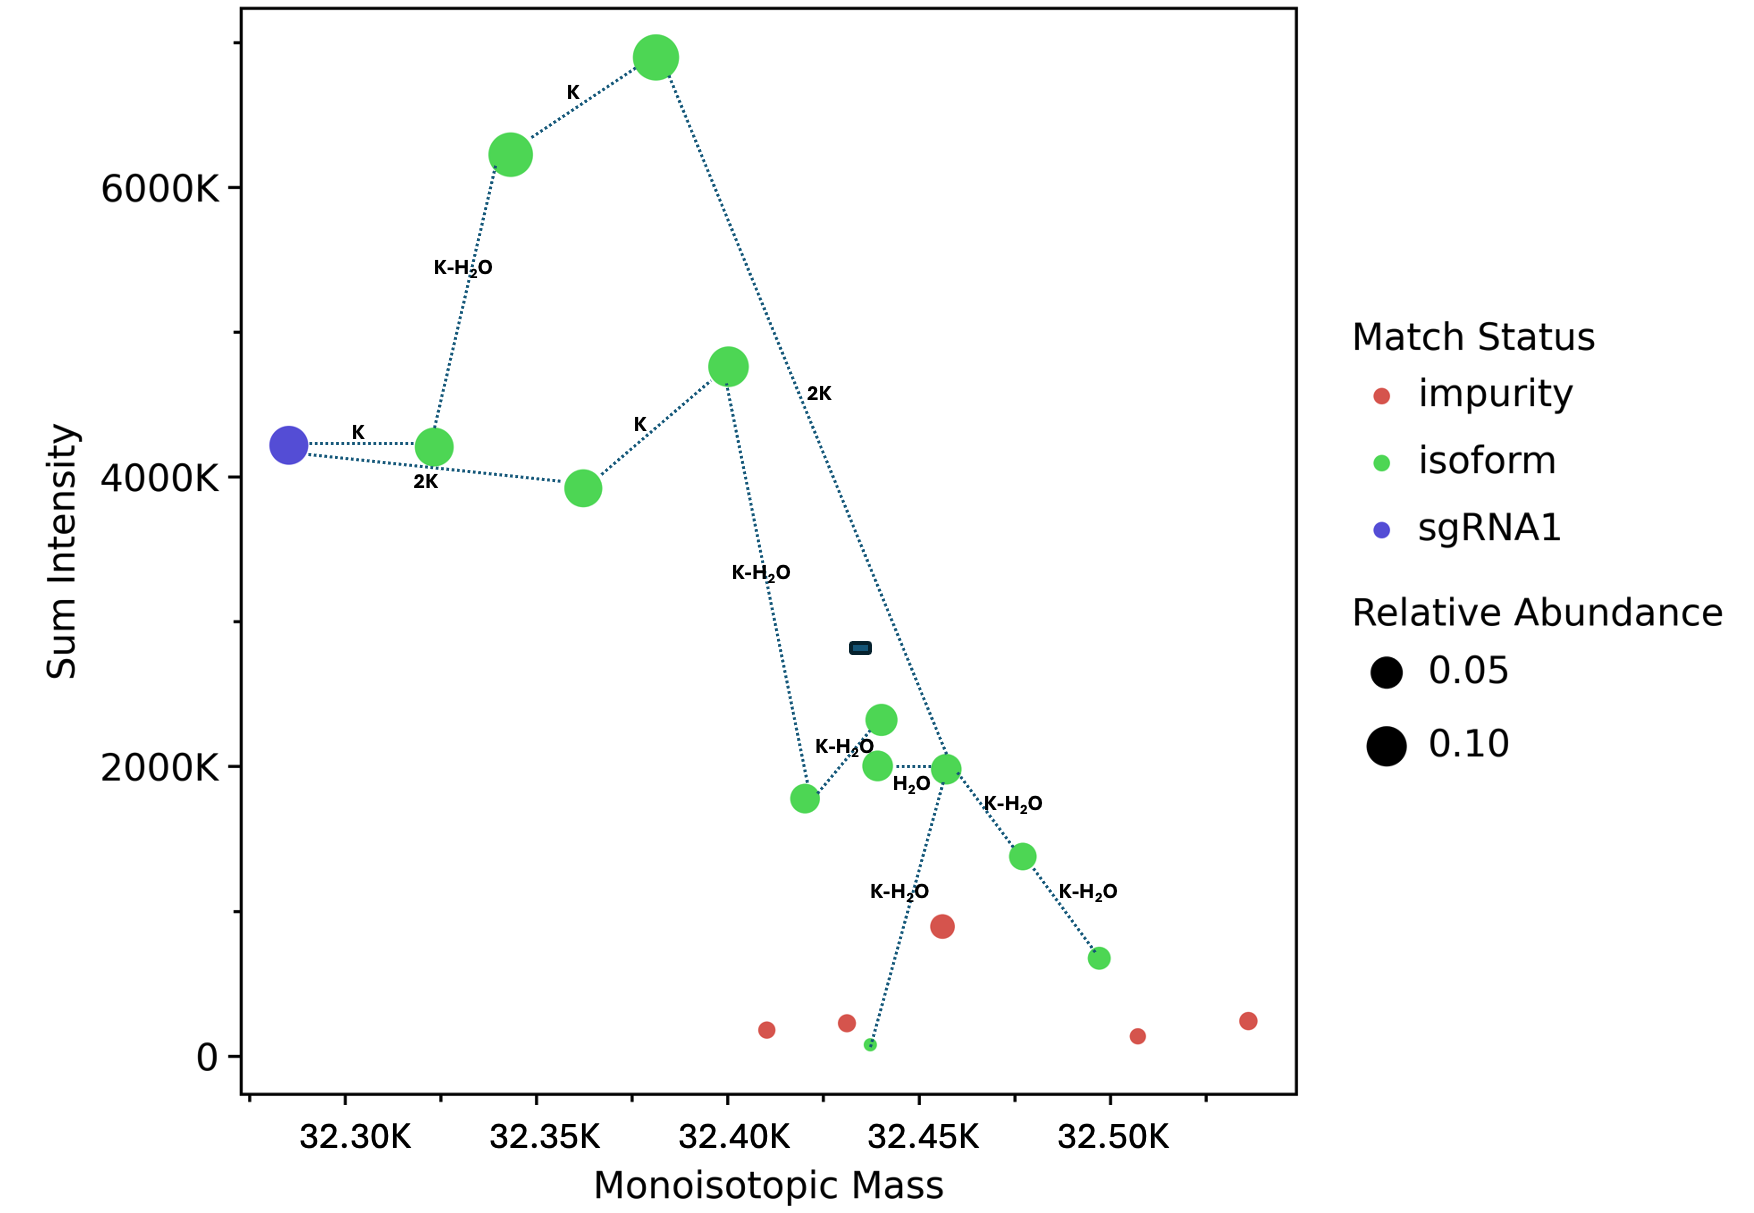 K
6000K
K-H₂O
2K
K
4000K
K
2K
K-H₂O
2000K
K-H₂O
H₂O
K-H₂O
K-H₂O
K-H₂O
0
32.30K
32.35K
32.40K
32.45K
32.50K
Monoisotopic Mass
Sum Intensity
Match Status
impurity
isoform
sgRNA1
Relative Abundance
0.05
0.10